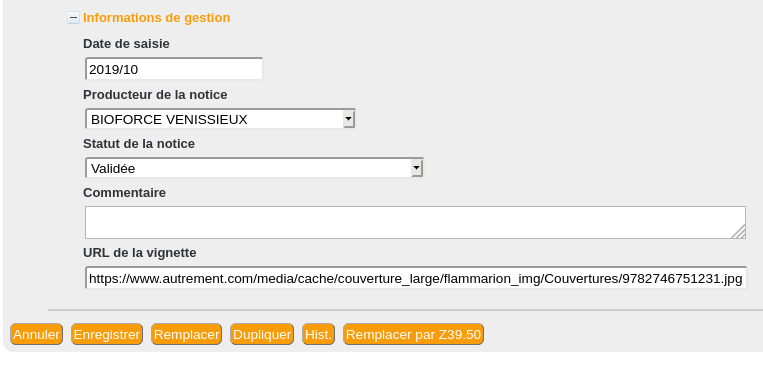 Informations de gestion
Date de saisie
2019/10
Producteur de la notice
BIOFORCE VENISSIEUX
Statut de la notice
Validée
Commentaire
URL de la vignette
https://www.autrement.com/media/cache/couverture_large/flammarion_img/Couvertures/9782746751231.jpg
Annuler Enregistrer Remplacer Dupliquer Hist. Remplacer par Z39.50